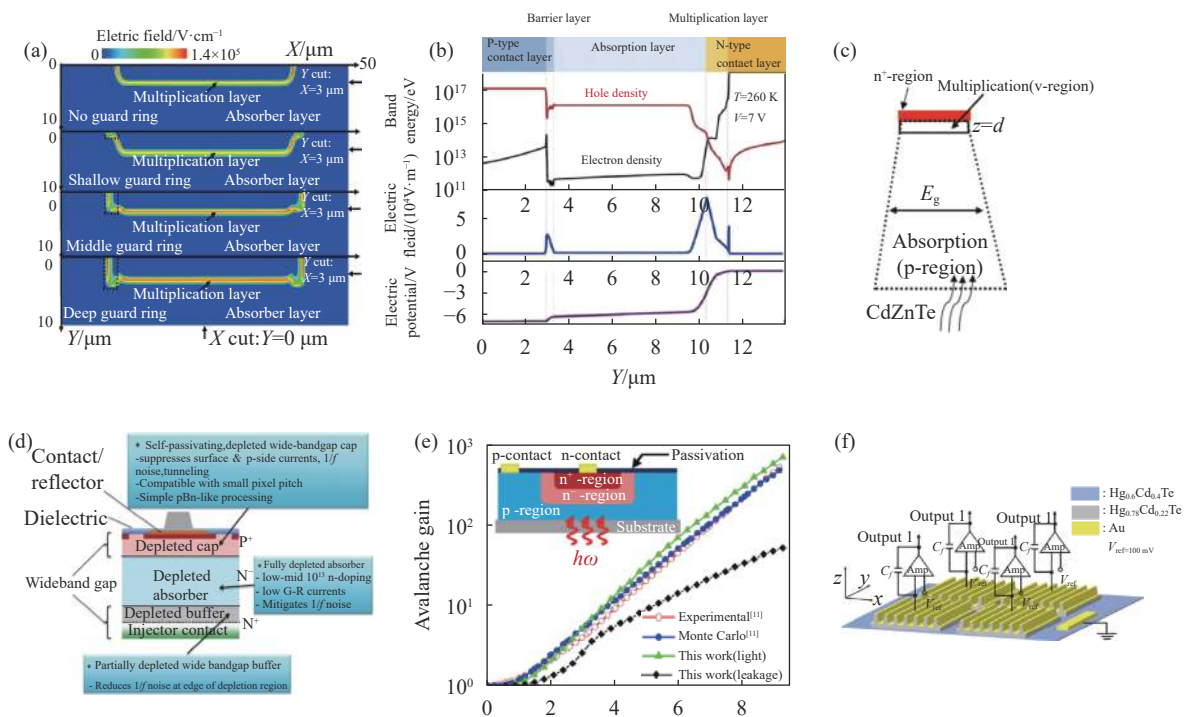 (a)
Eletric field/V·cm⁻¹
0
1.4×10⁵
X/μm
0
50
Y cut:
X=3 μm
Multiplication layer
10
No guard ring
Absorber layer
0
Y cut:
X=3 μm
Multiplication layer
10
Shallow guard ring
Absorber layer
0
Y cut:
X=3 μm
Multiplication layer
10
Middle guard ring
Absorber layer
0
Y cut:
X=3 μm
Multiplication layer
Deep guard ring
Absorber layer
10
Y/μm
X cut:Y=0 μm
(b)
Barrier layer
Multiplication layer
P-type
contact layer
Absorption layer
N-type
contact layer
Band
energy/eV
10¹⁷
10¹⁵
10¹³
10¹¹
Hole density
Electron density
T=260 K
V=7 V
2 4 6 8 10 12
Electric
fleid/(10⁴V·m⁻¹)
5
0
2 4 6 8 10 12
Electric
potential/V
0
−3
−6
0 2 4 6 8 10 12
Y/μm
(c)
n⁺-region
Multiplication(v-region)
z=d
E_g
Absorption
(p-region)
CdZnTe
(d)
* Self-passivating,depleted wide-bandgap cap
-suppresses surface & p-side currents, 1/f
noise,tunneling
-Compatible with small pixel pitch
-Simple pBn-like processing
Contact/
reflector
Dielectric
P⁺
Depleted cap
Wideband gap
N⁻
Depleted
absorber
* Fully depleted absorber
- low-mid 10¹³ n-doping
- low G-R currents
- Mitigates 1/f noise
Depleted buffer
N⁺
Injector contact
* Partially depleted wide bandgap buffer
- Reduces 1/f noise at edge of depletion region
(e)
Avalanche gain
10³
10²
10¹
10⁰
p-contact
n-contact
Passivation
n⁺-region
n⁻-region
p -region
Substrate
hω
Experimental[11]
Monte Carlo[11]
This work(light)
This work(leakage)
0 2 4 6 8
(f)
: Hg₀.₆Cd₀.₄Te
: Hg₀.₇₈Cd₀.₂₂Te
: Au
V_ref=100 mV
Output 1
Output 1
Output 1
Output 1
C_f
Amp
C_f
Amp
C_f
Amp
C_f
Amp
V_ref
V_ref
V_ref
V_ref
z
y
x